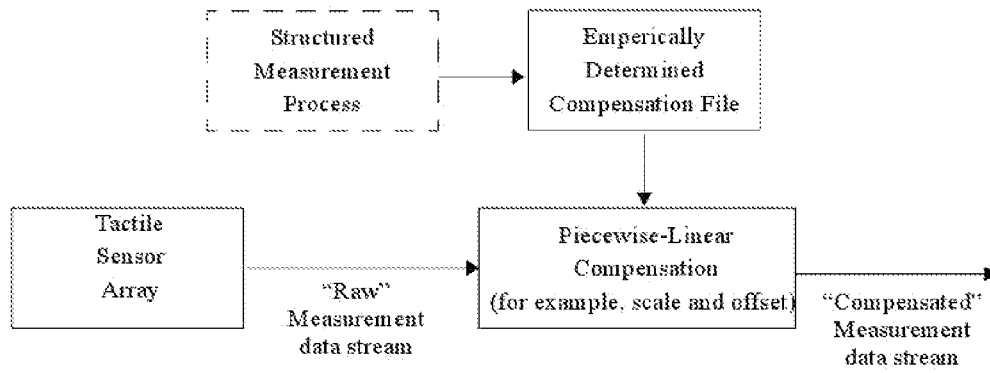 Structured
Measurement
Process
Emperically
Determined
Compensation File
Tactile
Sensor
Array
"Raw"
Measurement
data stream
Piecewise-Linear
Compensation
(for example, scale and offset)
"Compensated"
Measurement
data stream